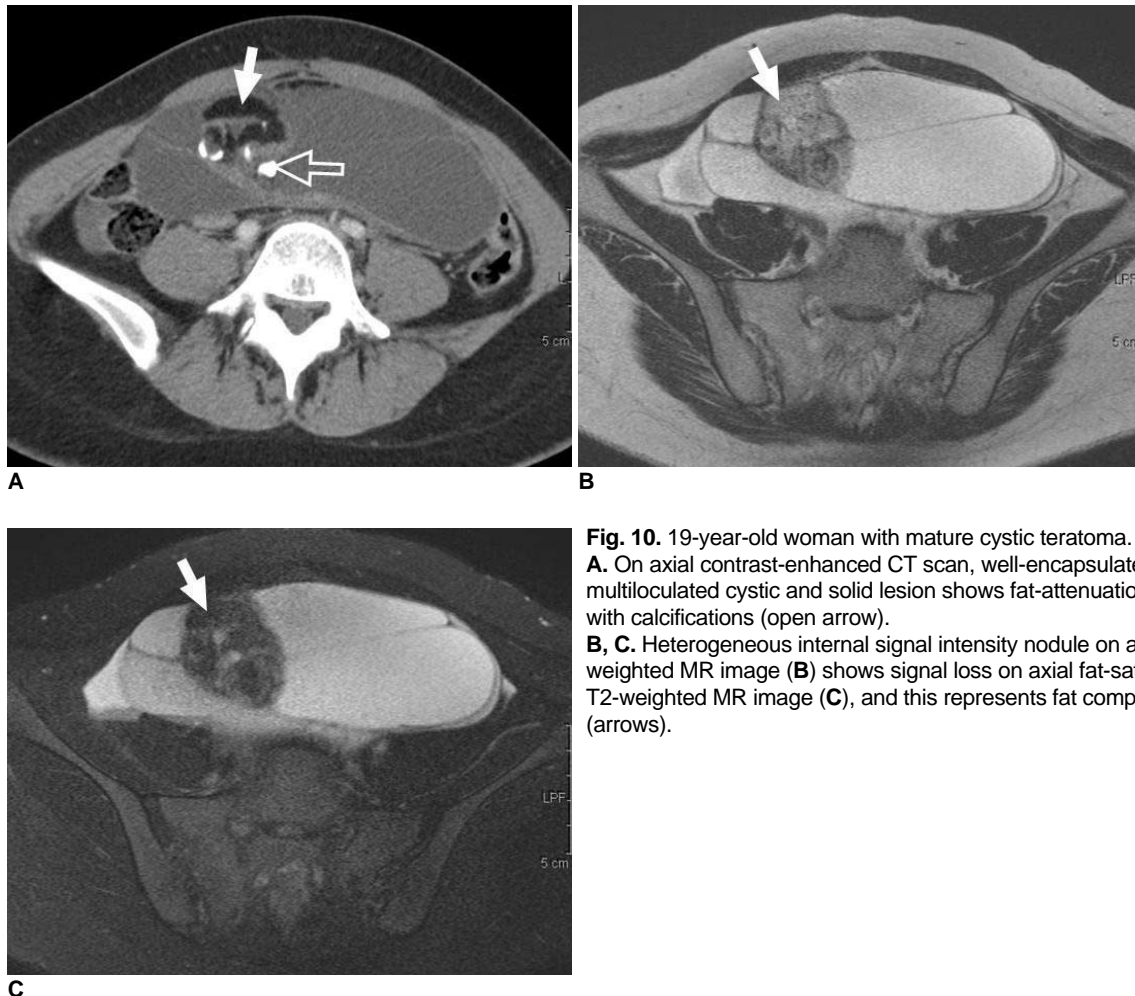 A
B
C
L
5 cm
LPF
5 cm
LPF
5 cm
Fig. 10. 19-year-old woman with mature cystic teratoma.
A. On axial contrast-enhanced CT scan, well-encapsulate
multiloculated cystic and solid lesion shows fat-attenuatio
with calcifications (open arrow).
B, C. Heterogeneous internal signal intensity nodule on a
weighted MR image (B) shows signal loss on axial fat-sa
T2-weighted MR image (C), and this represents fat comp
(arrows).